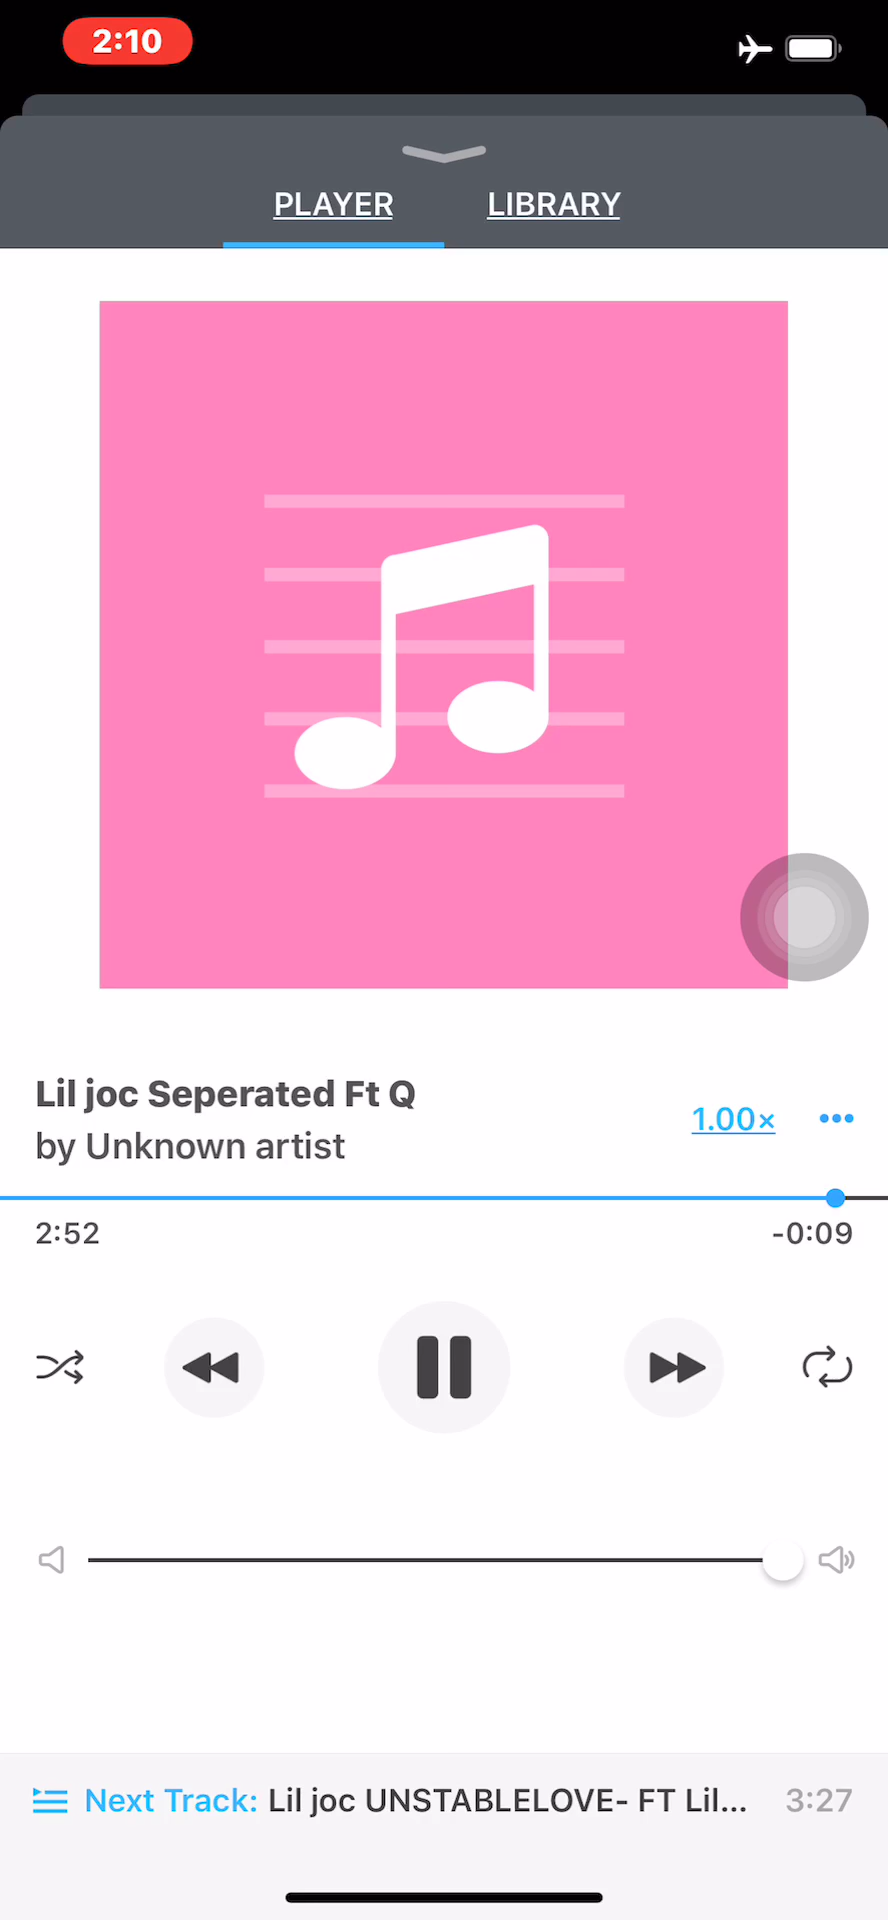 2:10
PLAYER LIBRARY
Lil joc Seperated Ft Q
by Unknown artist
1.00×
2:52 -0:09
Next Track: Lil joc UNSTABLELOVE- FT Lil... 3:27